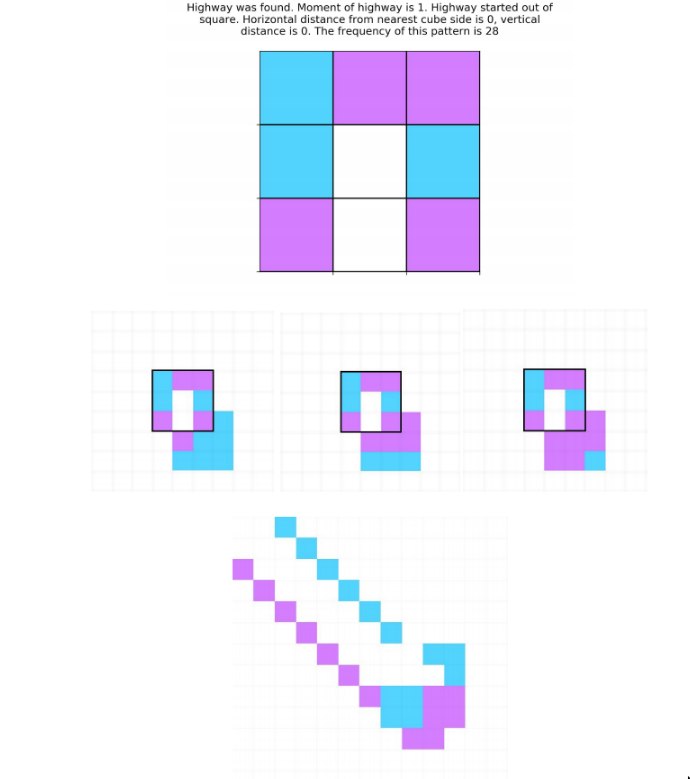 Highway was found. Moment of highway is 1. Highway started out of
square. Horizontal distance from nearest cube side is 0, vertical
distance is 0. The frequency of this pattern is 28